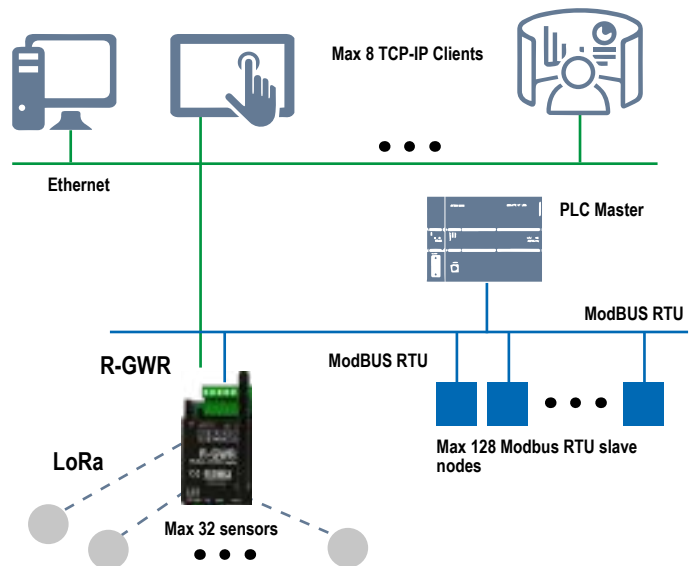 Max 8 TCP-IP Clients
Ethernet
PLC Master
ModBUS RTU
R-GWR
ModBUS RTU
R-GWR
LoRa
Max 128 Modbus RTU slave
nodes
Max 32 sensors